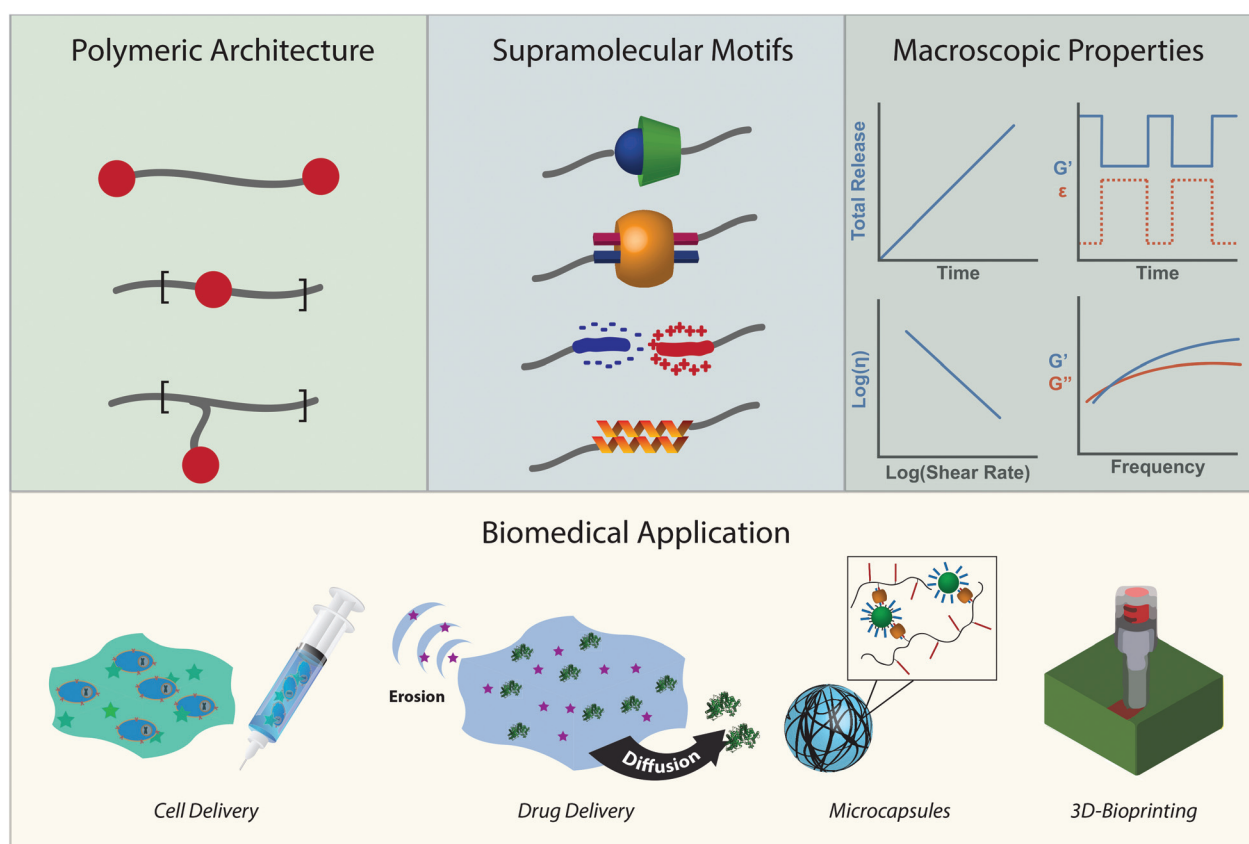 Polymeric Architecture
Supramolecular Motifs
Macroscopic Properties
Total Release
Time
G’
ε
Time
Log(η)
Log(Shear Rate)
G’
G”
Frequency
[ ]
[ ]
Biomedical Application
Erosion
Diffusion
Cell Delivery
Drug Delivery
Microcapsules
3D-Bioprinting